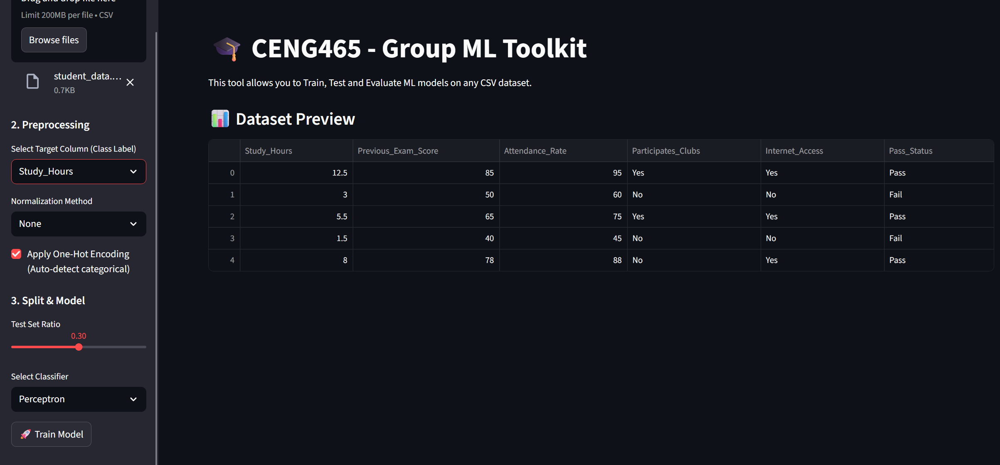 Drag and drop file here
Limit 200MB per file • CSV
Browse files
student_data....
0.7KB
2. Preprocessing
Select Target Column (Class Label)
Study_Hours
Normalization Method
None
Apply One-Hot Encoding
(Auto-detect categorical)
3. Split & Model
Test Set Ratio
0.30
Select Classifier
Perceptron
🚀 Train Model
🎓 CENG465 - Group ML Toolkit
This tool allows you to Train, Test and Evaluate ML models on any CSV dataset.
📊 Dataset Preview
Study_Hours Previous_Exam_Score Attendance_Rate Participates_Clubs Internet_Access Pass_Status
0 12.5 85 95 Yes Yes Pass
1 3 50 60 No No Fail
2 5.5 65 75 Yes Yes Pass
3 1.5 40 45 No No Fail
4 8 78 88 No Yes Pass